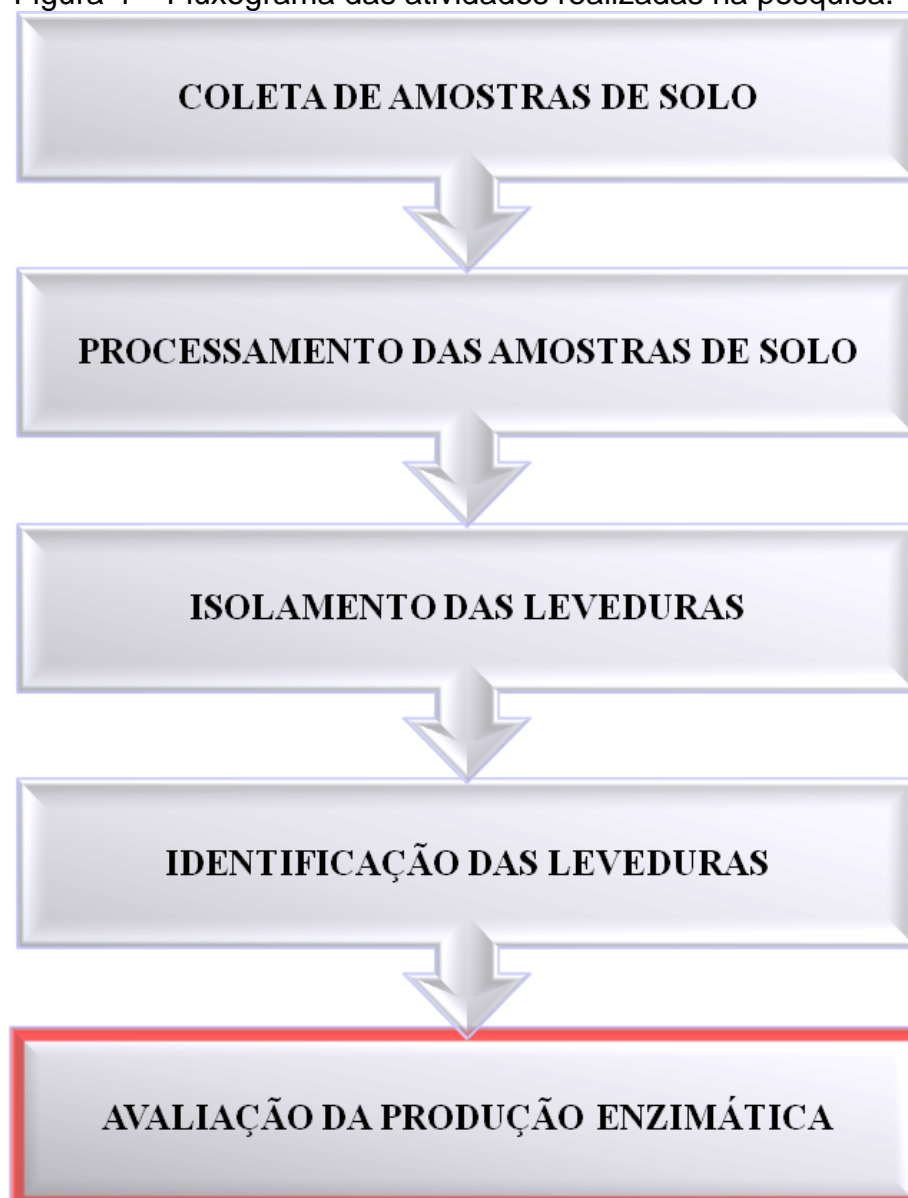 Figura 1 – Fluxograma das atividades realizadas na pesquisa.
COLETA DE AMOSTRAS DE SOLO
PROCESSAMENTO DAS AMOSTRAS DE SOLO
ISOLAMENTO DAS LEVEDURAS
IDENTIFICAÇÃO DAS LEVEDURAS
AVALIAÇÃO DA PRODUÇÃO ENZIMÁTICA